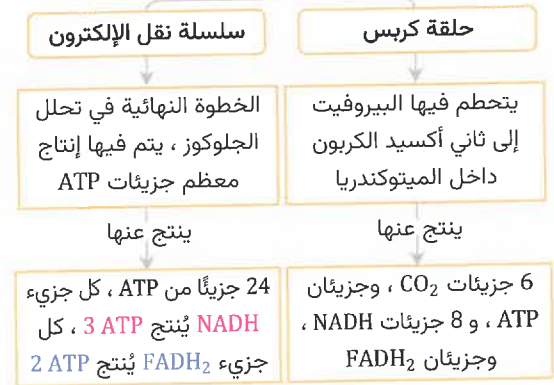 حلقة كربس
يتحطم فيها البيروفيت
إلى ثاني أكسيد الكربون
داخل الميتوكندريا
ينتج عنها
6 جزيئات CO₂ ، وجزيئان
ATP ، و 8 جزيئات NADH ،
وجزيئان FADH₂
سلسلة نقل الإلكترون
الخطوة النهائية في تحلل
الجلوكوز ، يتم فيها إنتاج
معظم جزيئات ATP
ينتج عنها
24 جزيئًا من ATP ، كل جزيء
NADH يُنتج 3 ATP ، كل
جزيء FADH₂ يُنتج 2 ATP